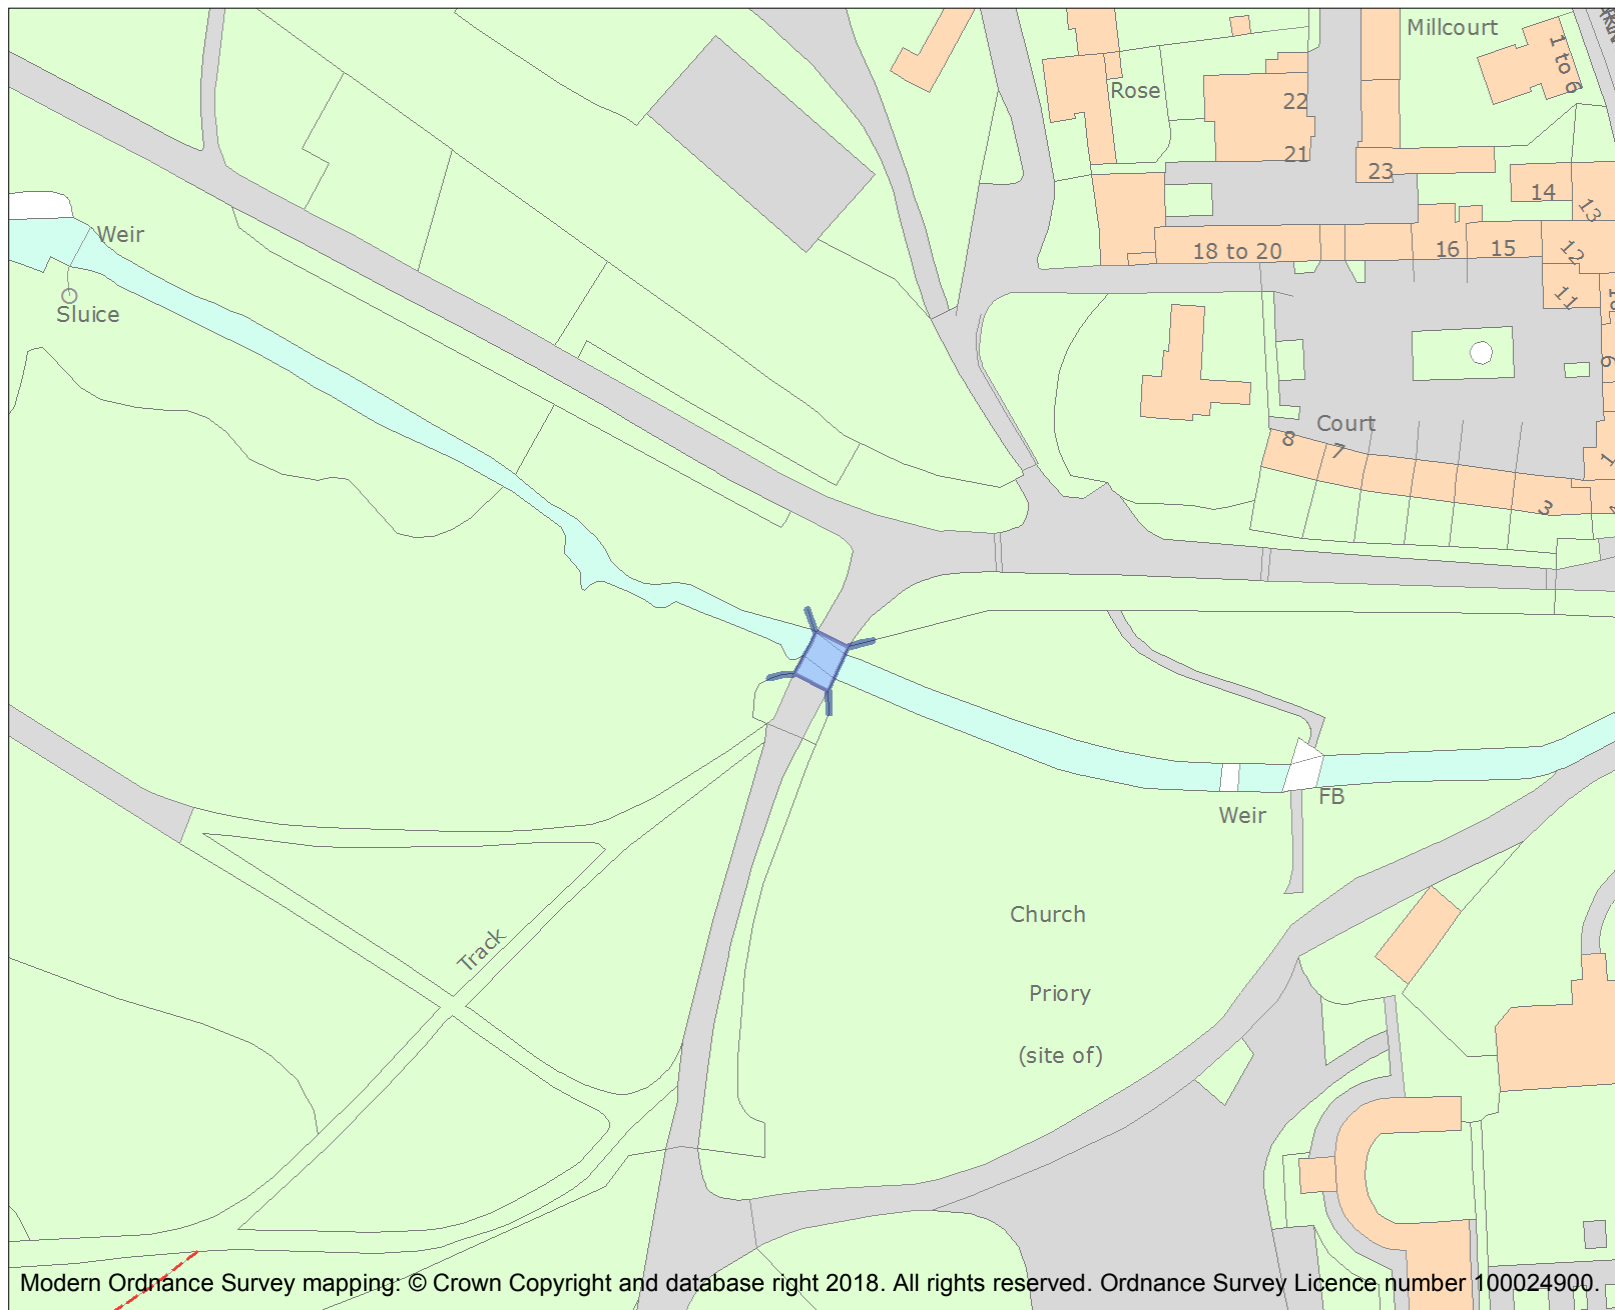 Millcourt
1 to 6
Rose
22
21
23
14
13
Weir
18 to 20
16
15
12
11
Sluice
9
Court
8
7
1
3
Weir
FB
Church
Track
Priory
(site of)
Modern Ordnance Survey mapping: © Crown Copyright and database right 2018. All rights reserved. Ordnance Survey Licence number 100024900.